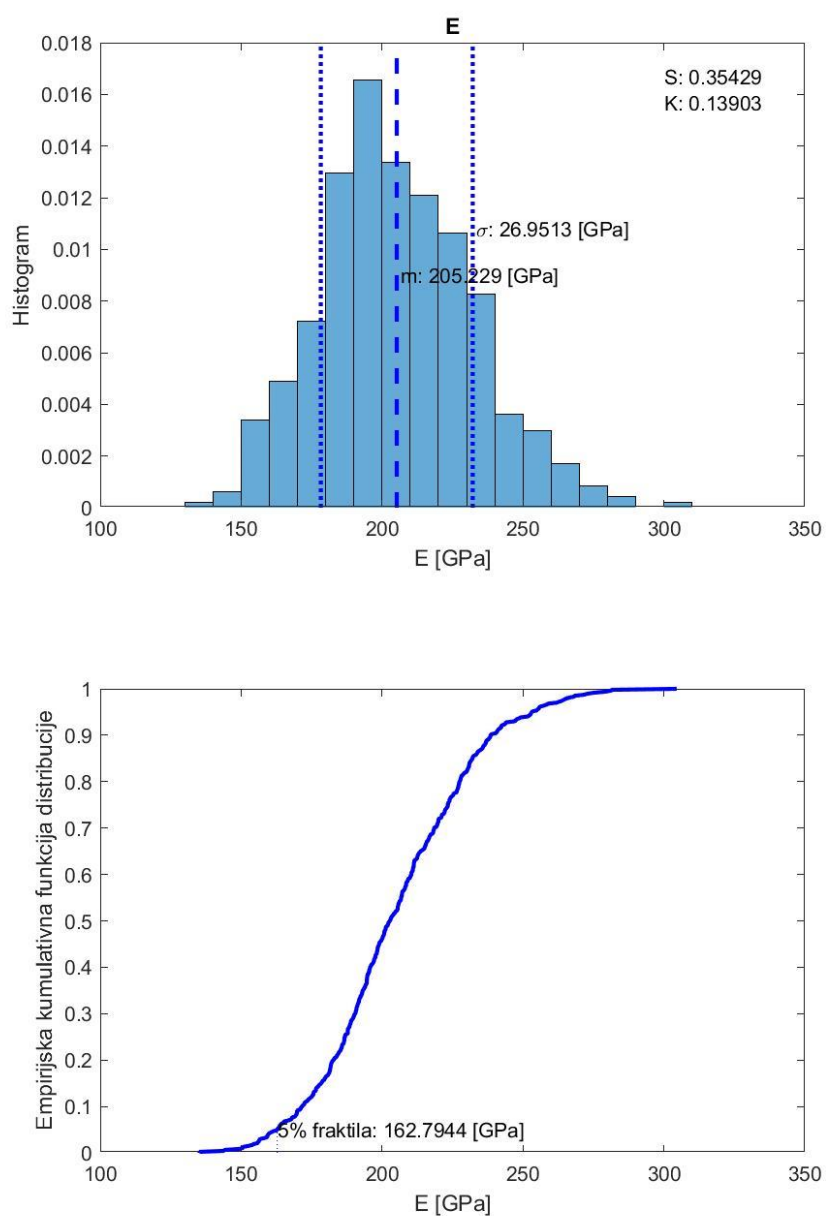 E
0.018
0.016
0.014
0.012
0.01
0.008
0.006
0.004
0.002
0
Histogram
S: 0.35429
K: 0.13903
σ: 26.9513 [GPa]
m: 205.229 [GPa]
100 150 200 250 300 350
E [GPa]
1
0.9
0.8
0.7
0.6
0.5
0.4
0.3
0.2
0.1
0
Empirijska kumulativna funkcija distribucije
5% fraktila: 162.7944 [GPa]
100 150 200 250 300 350
E [GPa]